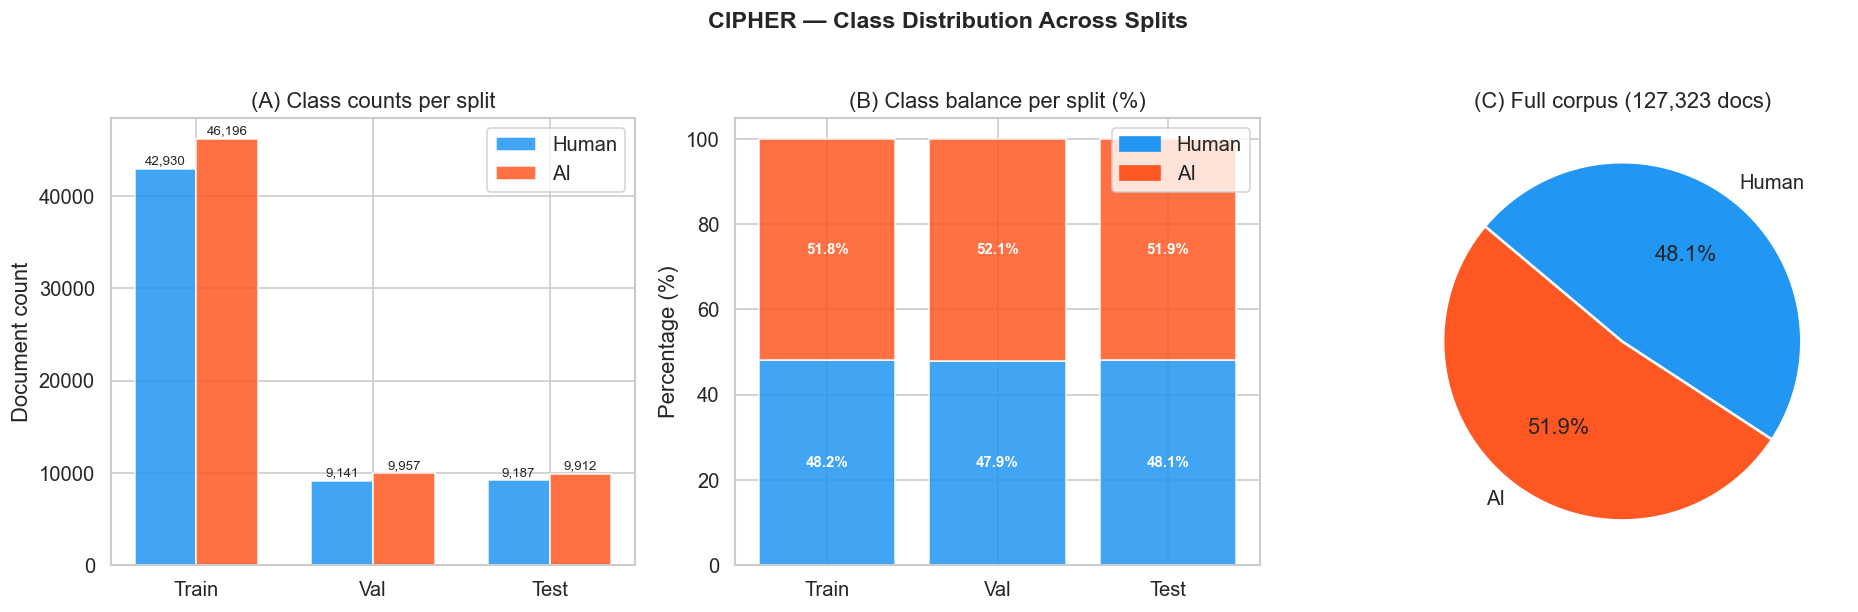 CIPHER — Class Distribution Across Splits
(A) Class counts per split
Document count
40000
30000
20000
10000
0
42,930
46,196
9,141
9,957
9,187
9,912
Human
AI
Train
Val
Test
(B) Class balance per split (%)
Percentage (%)
100
80
60
40
20
0
51.8%
52.1%
51.9%
48.2%
47.9%
48.1%
Human
AI
Train
Val
Test
(C) Full corpus (127,323 docs)
Human
48.1%
51.9%
AI